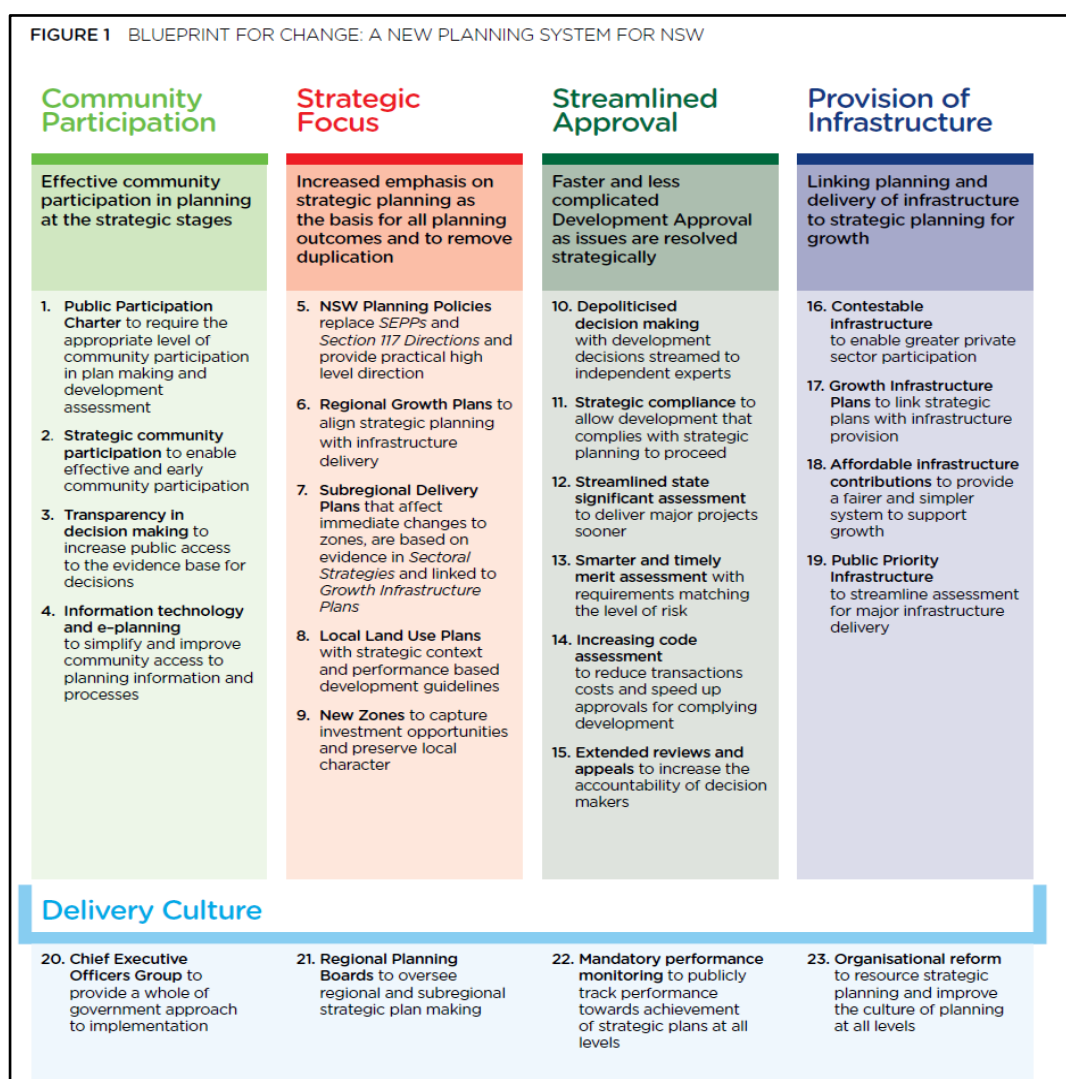 FIGURE 1 BLUEPRINT FOR CHANGE: A NEW PLANNING SYSTEM FOR NSW
Community
Participation
Effective community
participation in planning
at the strategic stages
1. Public Participation
Charter to require the
appropriate level of
community participation
in plan making and
development
assessment
2. Strategic community
participation to enable
effective and early
community participation
3. Transparency in
decision making to
increase public access
to the evidence base for
decisions
4. Information technology
and e-planning
to simplify and improve
community access to
planning information and
processes
Strategic
Focus
Increased emphasis on
strategic planning as
the basis for all planning
outcomes and to remove
duplication
5. NSW Planning Policies
replace SEPPs and
Section 117 Directions and
provide practical high
level direction
6. Regional Growth Plans to
align strategic planning
with infrastructure
delivery
7. Subregional Delivery
Plans that affect
immediate changes to
zones, are based on
evidence in Sectoral
Strategies and linked to
Growth Infrastructure
Plans
8. Local Land Use Plans
with strategic context
and performance based
development guidelines
9. New Zones to capture
investment opportunities
and preserve local
character
Streamlined
Approval
Faster and less
complicated
Development Approval
as issues are resolved
strategically
10. Depoliticised
decision making
with development
decisions streamed to
independent experts
11. Strategic compliance to
allow development that
complies with strategic
planning to proceed
12. Streamlined state
significant assessment
to deliver major projects
sooner
13. Smarter and timely
merit assessment with
requirements matching
the level of risk
14. Increasing code
assessment
to reduce transactions
costs and speed up
approvals for complying
development
15. Extended reviews and
appeals to increase the
accountability of decision
makers
Provision of
Infrastructure
Linking planning and
delivery of infrastructure
to strategic planning for
growth
16. Contestable
infrastructure
to enable greater private
sector participation
17. Growth Infrastructure
Plans to link strategic
plans with infrastructure
provision
18. Affordable infrastructure
contributions to provide
a fairer and simpler
system to support
growth
19. Public Priority
Infrastructure
to streamline assessment
for major infrastructure
delivery
Delivery Culture
20. Chief Executive
Officers Group to
provide a whole of
government approach
to implementation
21. Regional Planning
Boards to oversee
regional and subregional
strategic plan making
22. Mandatory performance
monitoring to publicly
track performance
towards achievement
of strategic plans at all
levels
23. Organisational reform
to resource strategic
planning and improve
the culture of planning
at all levels